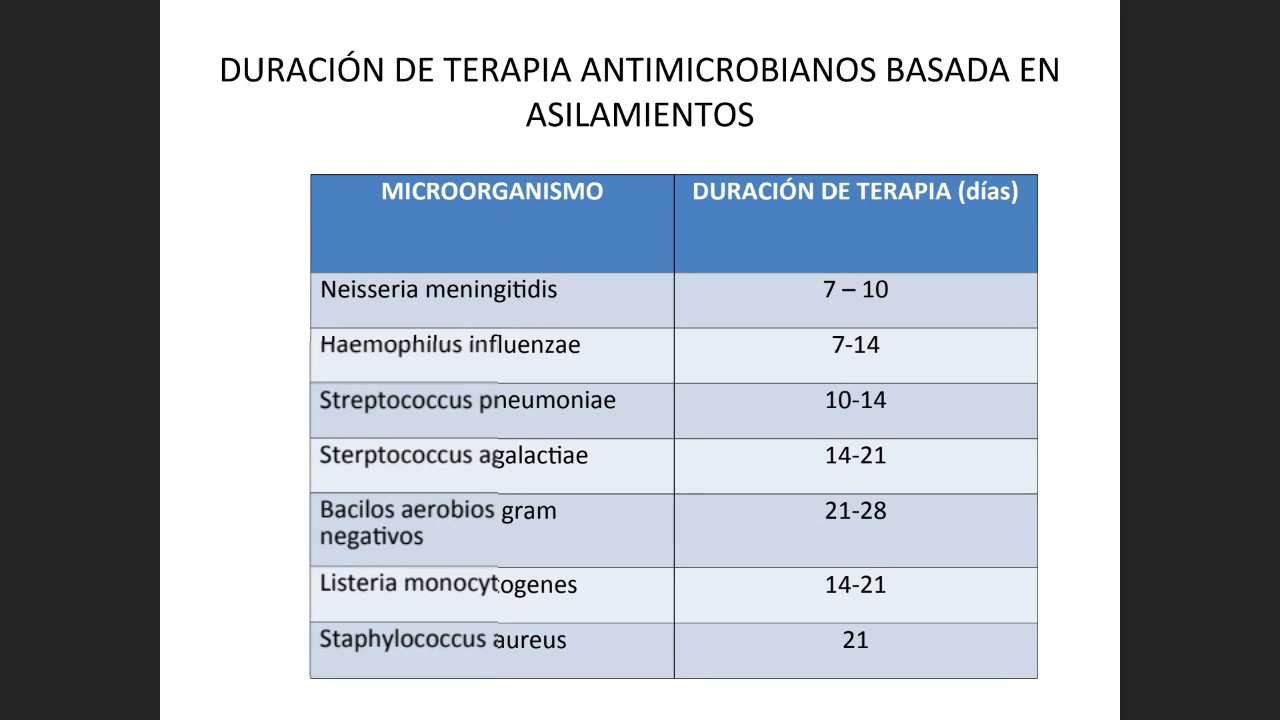 DURACIÓN DE TERAPIA ANTIMICROBIANOS BASADA EN
ASILAMIENTOS
MICROORGANISMO DURACIÓN DE TERAPIA (días)
Neisseria meningitidis 7 – 10
Haemophilus influenzae 7-14
Streptococcus pneumoniae 10-14
Sterptococcus agalactiae 14-21
Bacilos aerobios gram 21-28
negativos
Listeria monocytogenes 14-21
Staphylococcus aureus 21